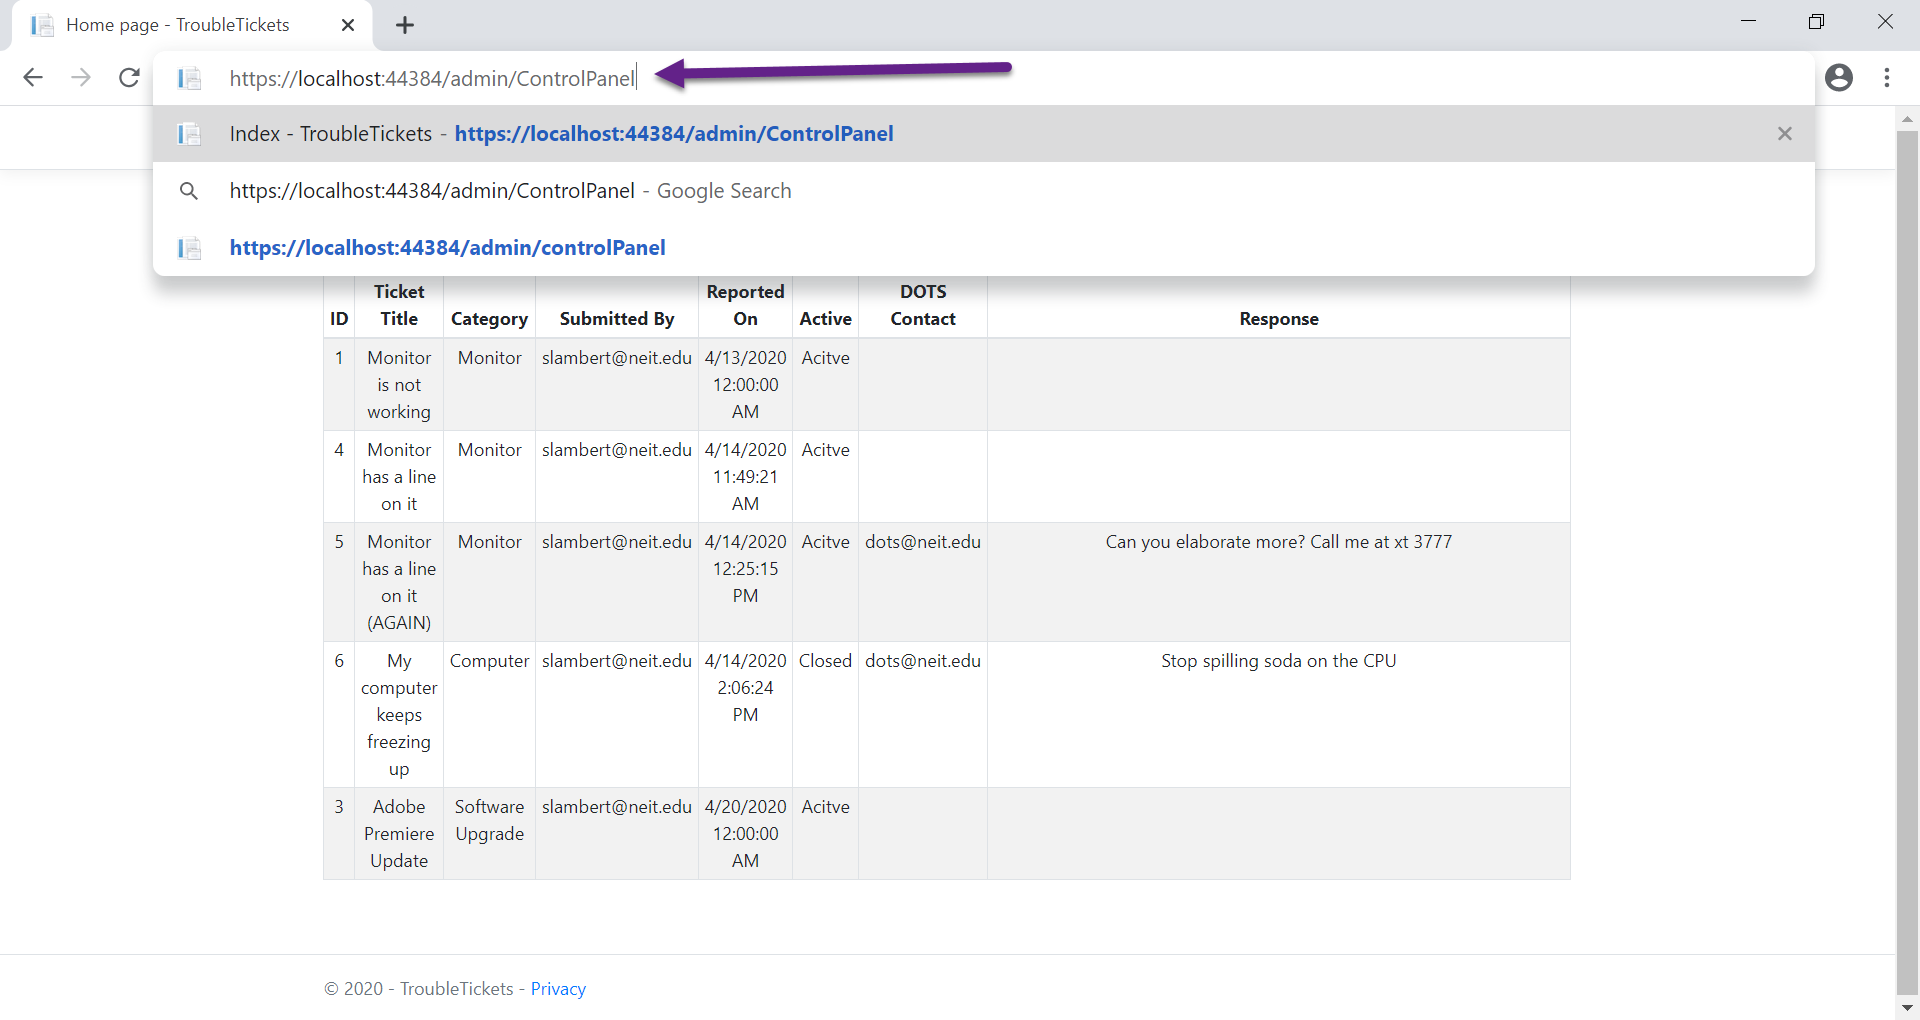 Home page - TroubleTickets
https://localhost:44384/admin/ControlPanel
Index - TroubleTickets - https://localhost:44384/admin/ControlPanel
https://localhost:44384/admin/ControlPanel - Google Search
https://localhost:44384/admin/controlPanel
Ticket Reported DOTS
ID Title Category Submitted By On Active Contact Response
1 Monitor Monitor slambert@neit.edu 4/13/2020 Acitve
is not 12:00:00
working AM
4 Monitor Monitor slambert@neit.edu 4/14/2020 Acitve
has a line 11:49:21
on it AM
5 Monitor Monitor slambert@neit.edu 4/14/2020 Acitve dots@neit.edu Can you elaborate more? Call me at xt 3777
has a line 12:25:15
on it PM
(AGAIN)
6 My Computer slambert@neit.edu 4/14/2020 Closed dots@neit.edu Stop spilling soda on the CPU
computer 2:06:24
keeps PM
freezing
up
3 Adobe Software slambert@neit.edu 4/20/2020 Acitve
Premiere Upgrade 12:00:00
Update AM
© 2020 - TroubleTickets - Privacy